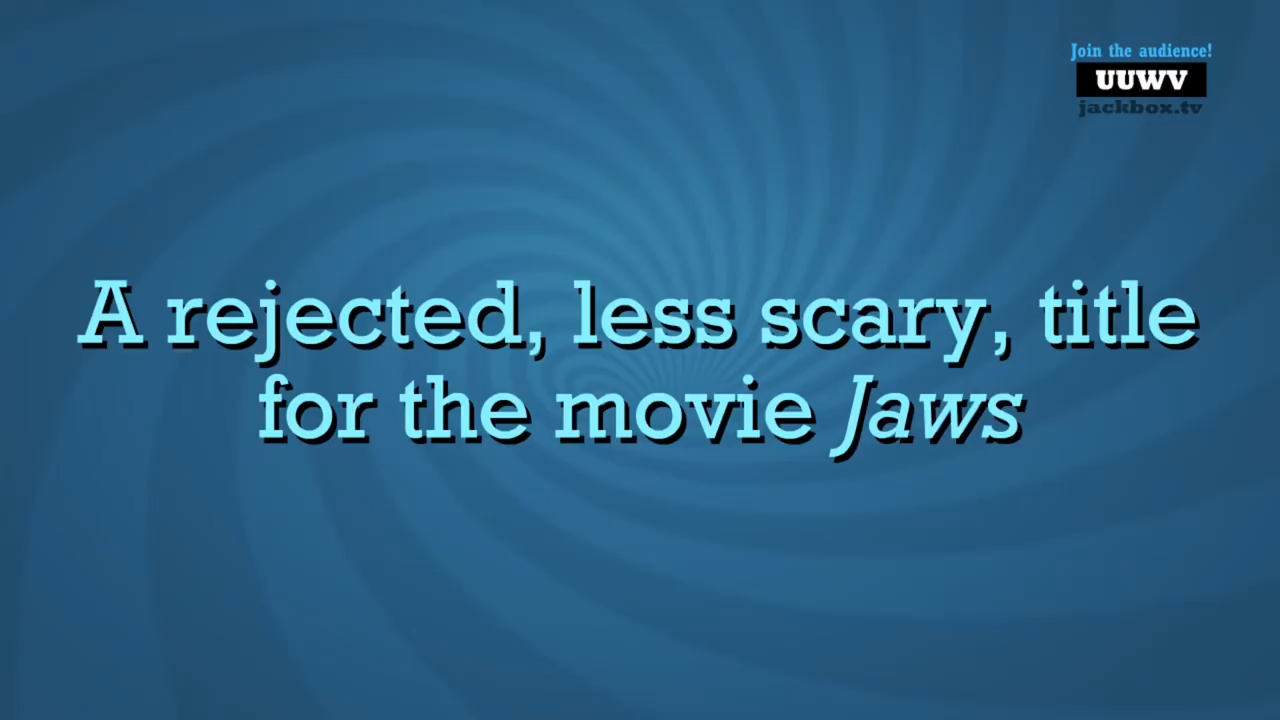 Join the audience!
UUWV
jackbox.tv
A rejected, less scary, title
for the movie Jaws